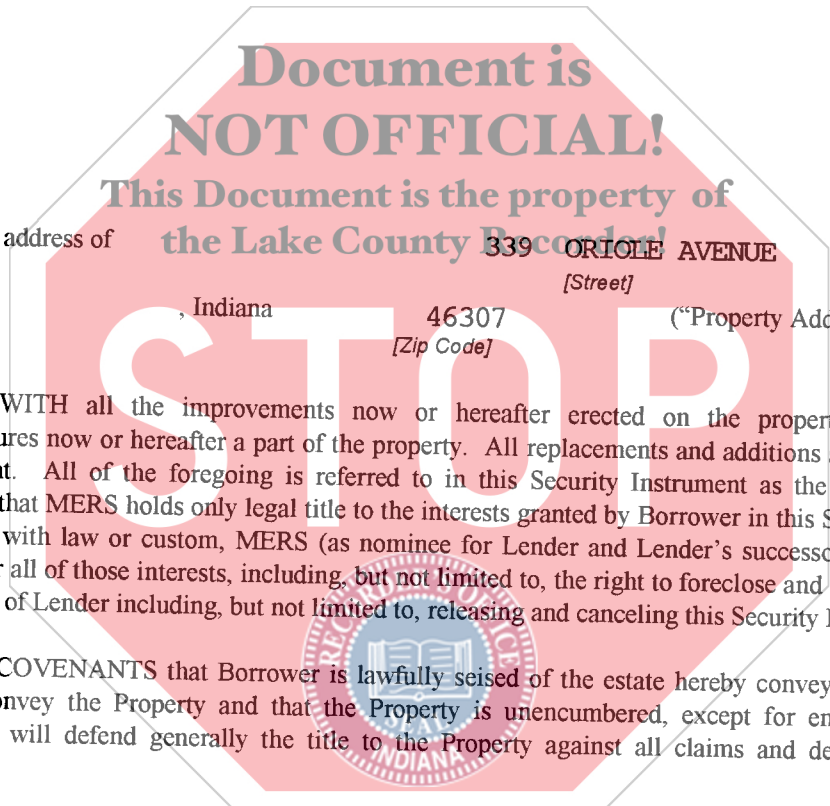 Document is
NOT OFFICIAL!
This Document is the property of
the Lake County Recorder!
address of 339 ORIOLE AVENUE
[Street]
, Indiana 46307 ("Property Add
[Zip Code]
STOP
WITH all the improvements now or hereafter erected on the propert
ures now or hereafter a part of the property. All replacements and additions
nt. All of the foregoing is referred to in this Security Instrument as the
that MERS holds only legal title to the interests granted by Borrower in this S
with law or custom, MERS (as nominee for Lender and Lender's successo
r all of those interests, including, but not limited to, the right to foreclose and
of Lender including, but not limited to, releasing and canceling this Security I
COVENANTS that Borrower is lawfully seised of the estate hereby convey
onvey the Property and that the Property is unencumbered, except for en
will defend generally the title to the Property against all claims and de
RECORDER'S OFFICE
SEAL
INDIANA